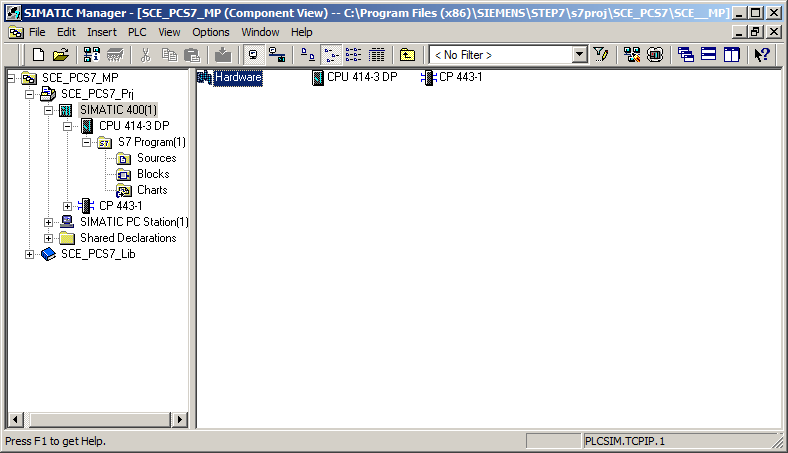 SIMATIC Manager - [SCE_PCS7_MP (Component View) -- C:\Program Files (x86)\SIEMENS\STEP7\s7proj\SCE_PCS7\SCE__MP]
File Edit Insert PLC View Options Window Help
< No Filter >
SCE_PCS7_MP
SCE_PCS7_Prj
SIMATIC 400(1)
CPU 414-3 DP
S7 Program(1)
Sources
Blocks
Charts
CP 443-1
SIMATIC PC Station(1)
Shared Declarations
SCE_PCS7_Lib
Hardware CPU 414-3 DP CP 443-1
Press F1 to get Help. PLCSIM.TCPIP.1